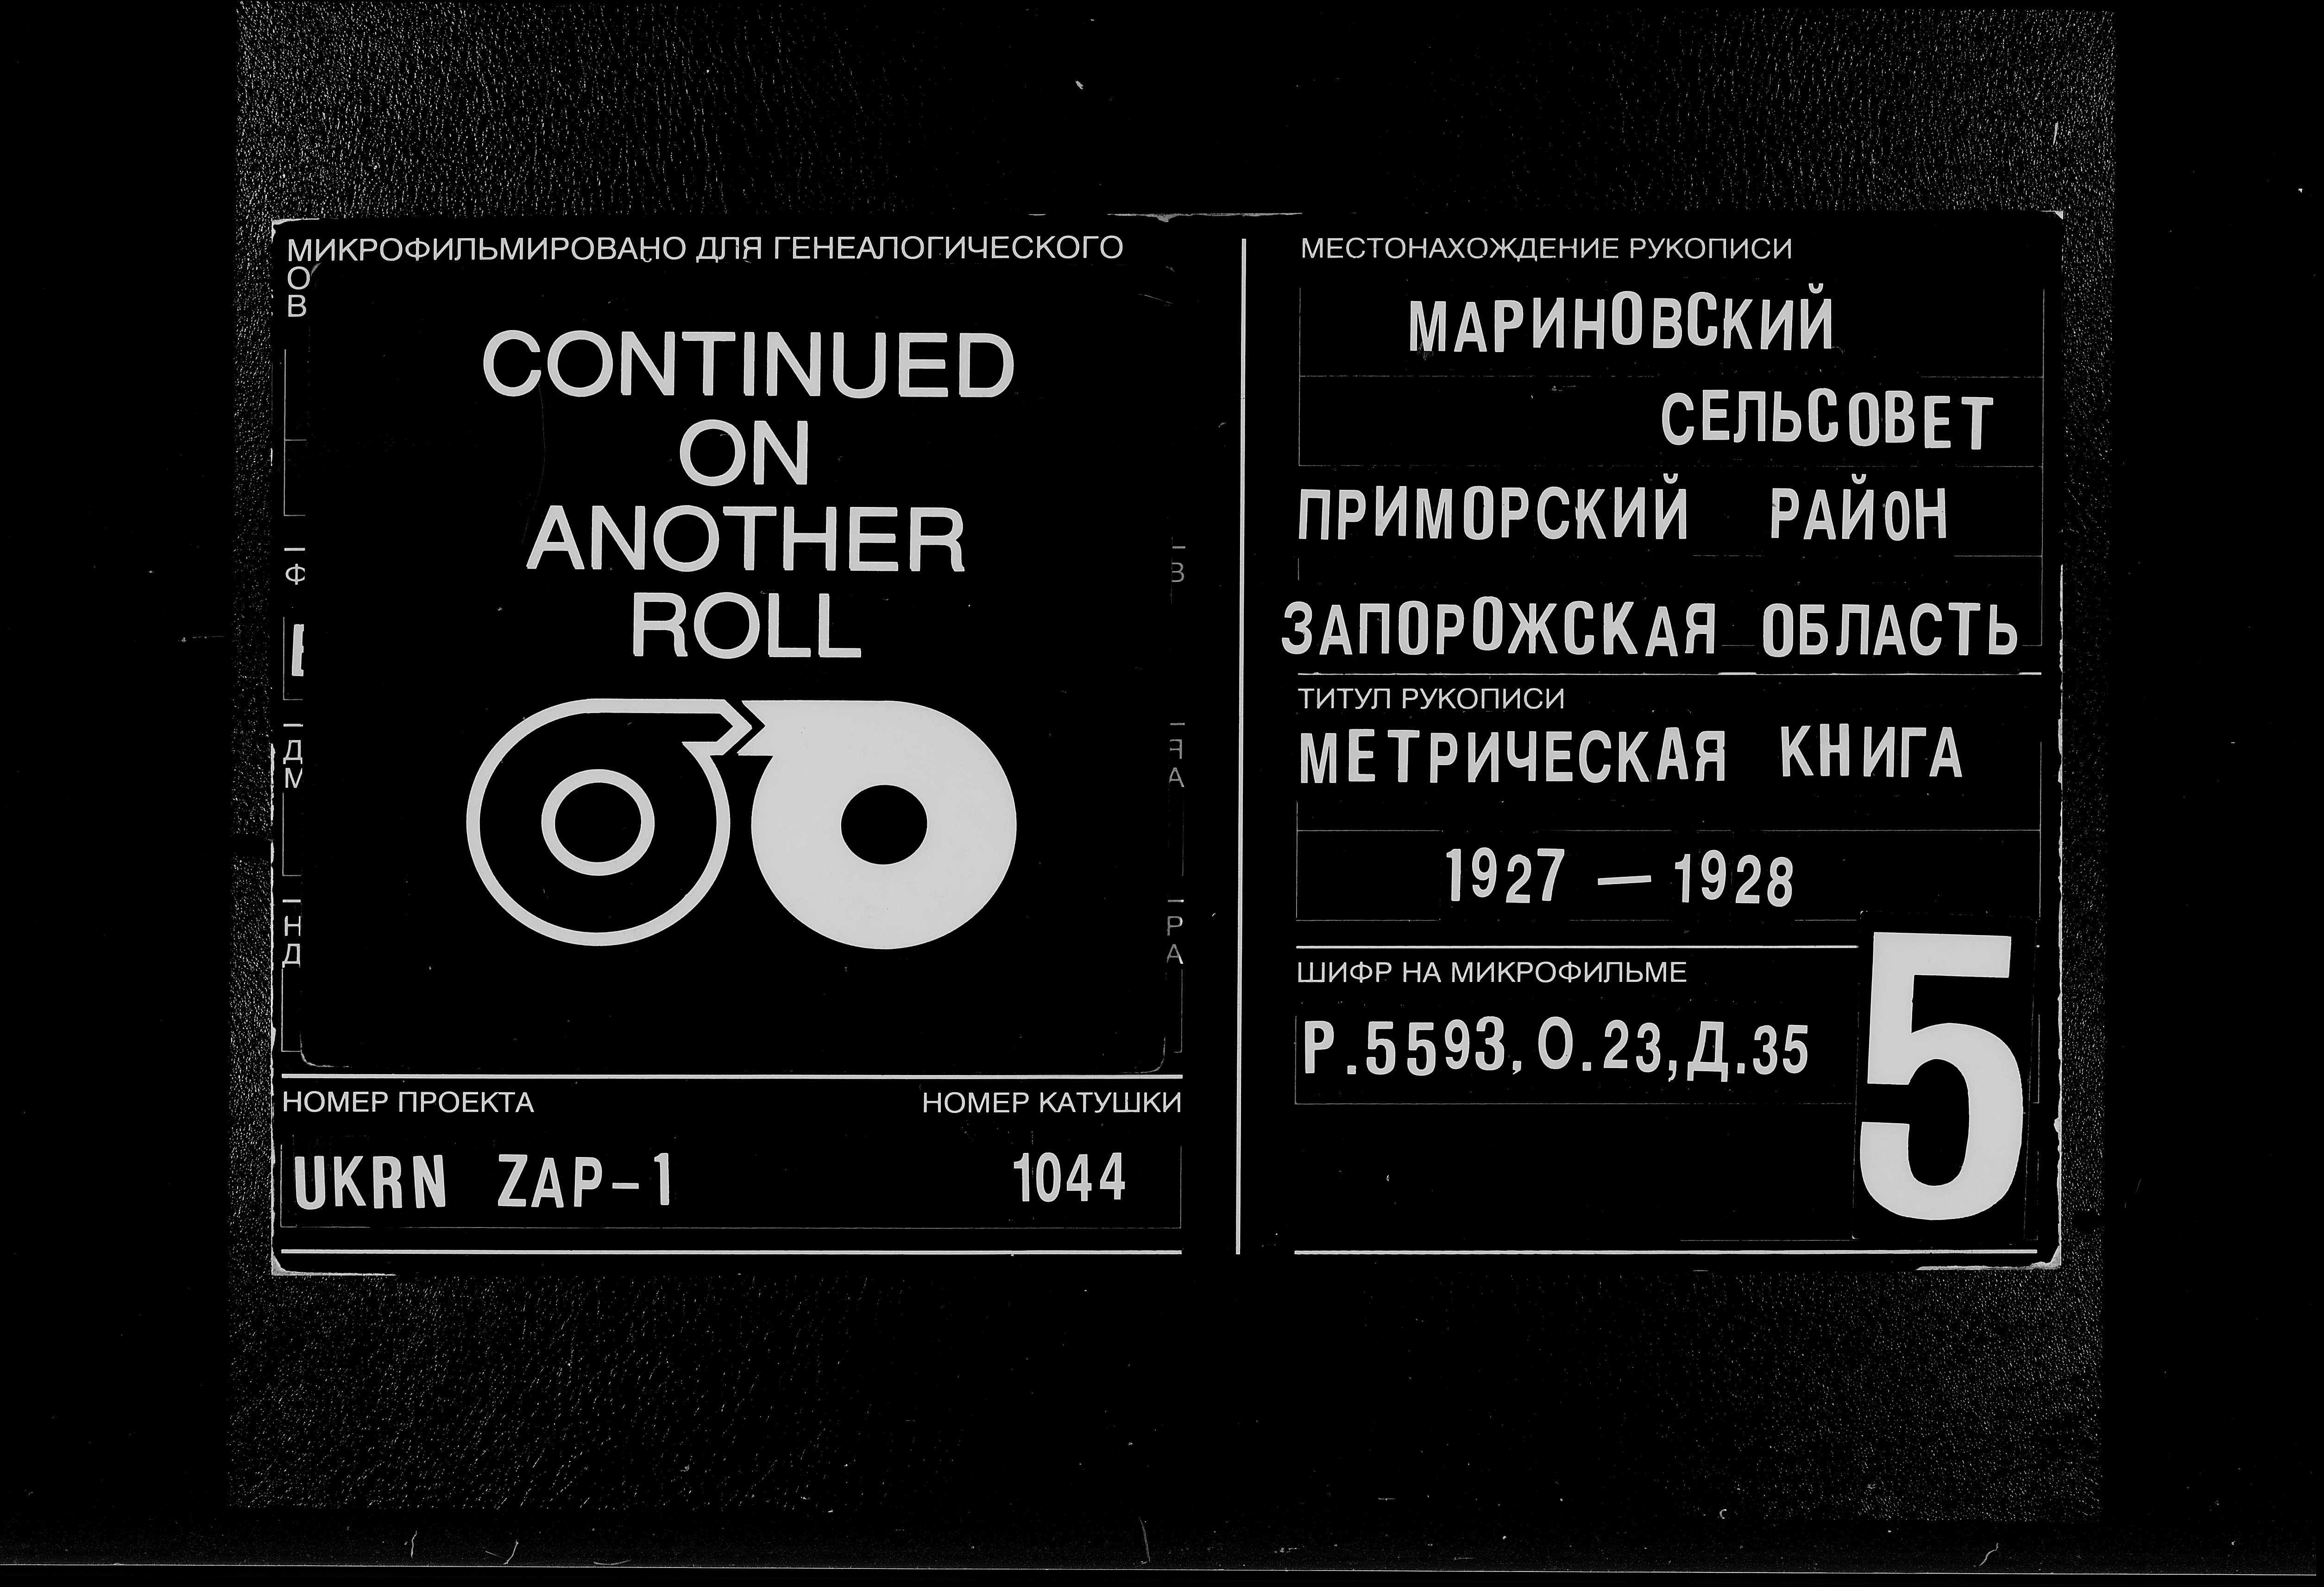 МИКРОФИЛЬМИРОВАНО ДЛЯ ГЕНЕАЛОГИЧЕСКОГО
CONTINUED
ON
ANOTHER
ROLL
НОМЕР ПРОЕКТА НОМЕР КАТУШКИ
UKRN ZAP-1 1044
МЕСТОНАХОЖДЕНИЕ РУКОПИСИ
МАРИНОВСКИЙ
СЕЛЬСОВЕТ
ПРИМОРСКИЙ РАЙОН
ЗАПОРОЖСКАЯ ОБЛАСТЬ
ТИТУЛ РУКОПИСИ
МЕТРИЧЕСКАЯ КНИГА
1927 — 1928
ШИФР НА МИКРОФИЛЬМЕ
Р.5593, О.23, Д.35
5